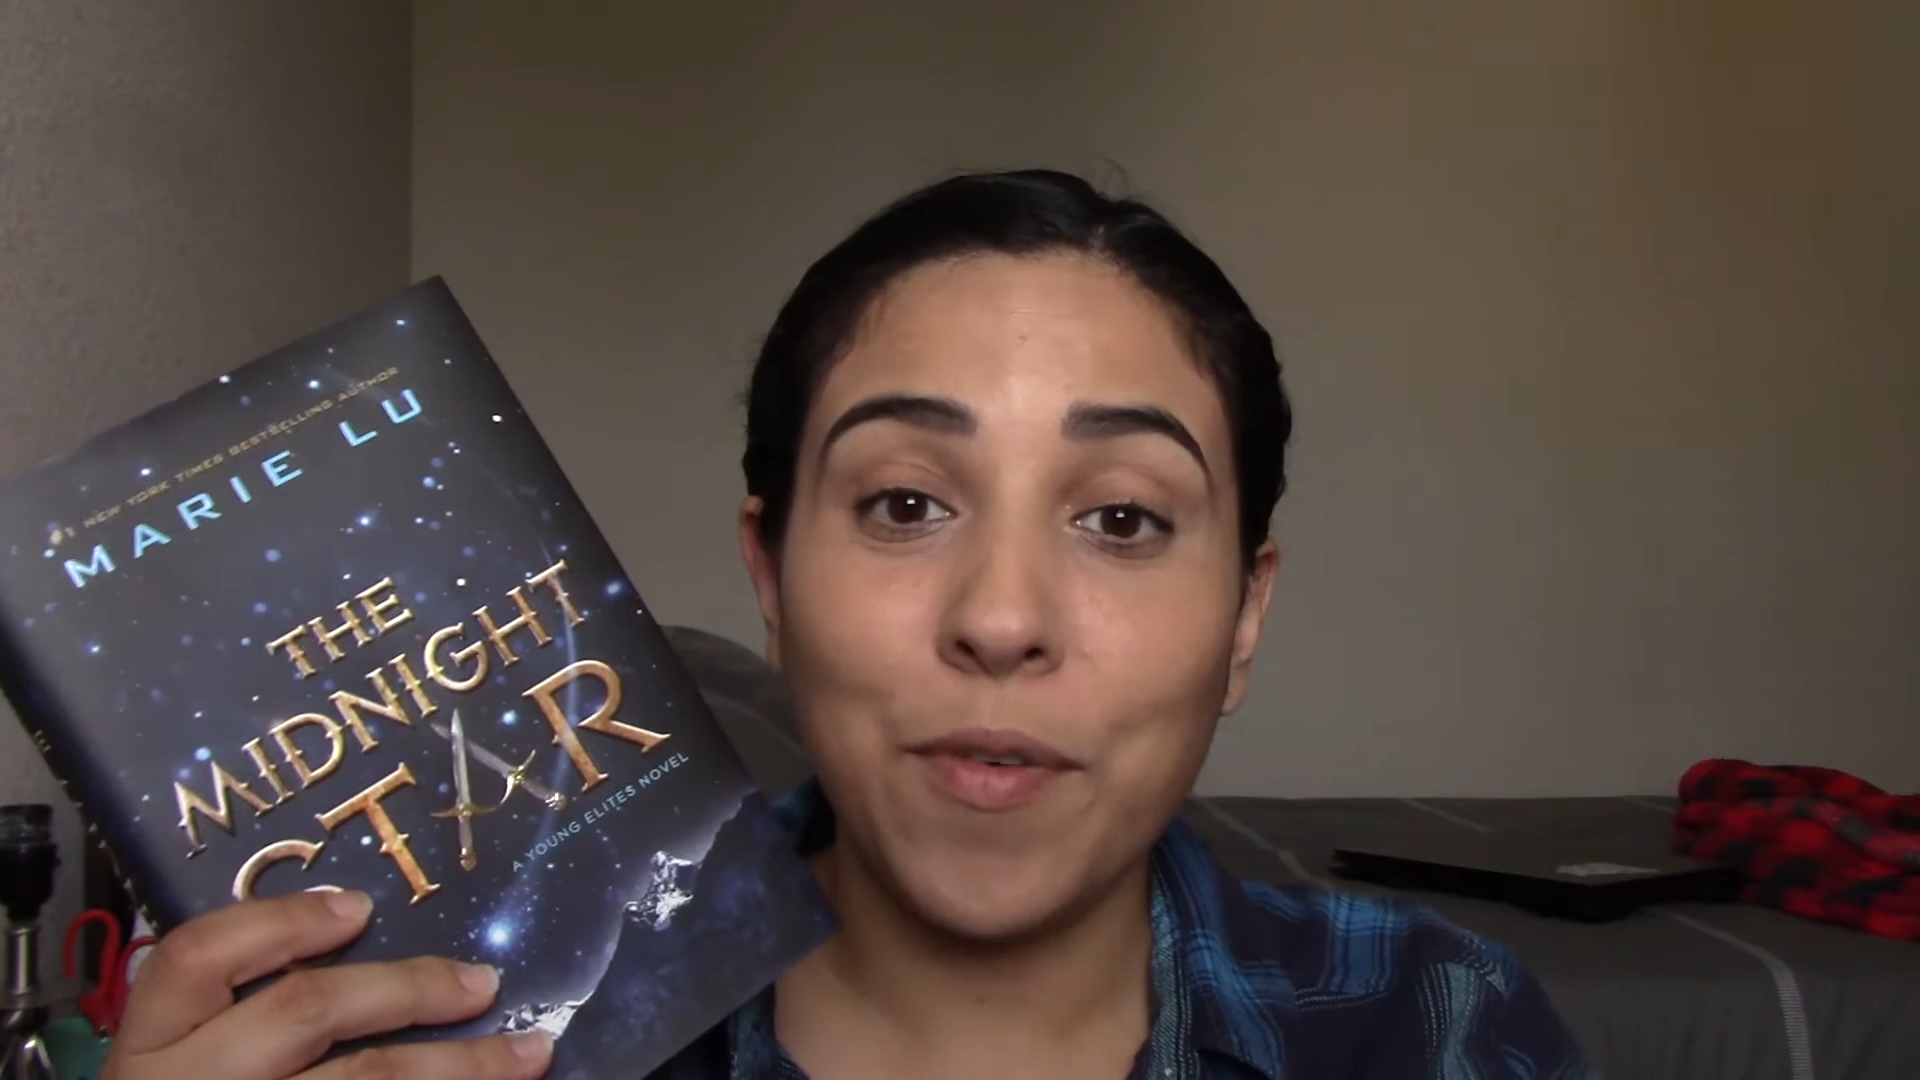 #1 NEW YORK TIMES BESTSELLING AUTHOR
MARIE LU
THE
MIDNIGHT
STAR
A YOUNG ELITES NOVEL